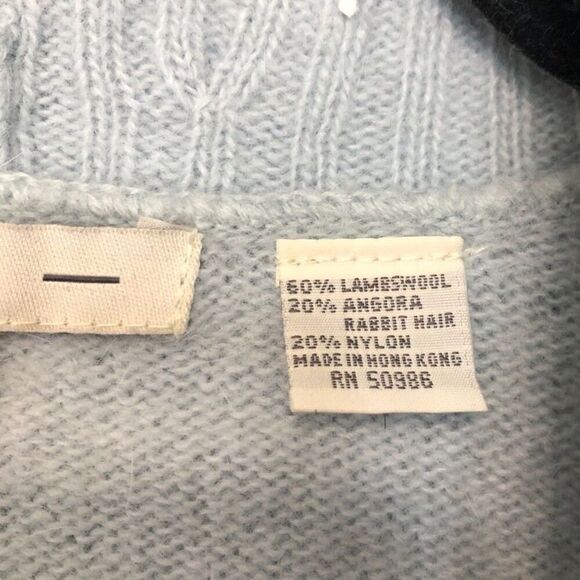 60% LAMBSWOOL
20% ANGORA
RABBIT HAIR
20% NYLON
MADE IN HONG KONG
RN 50986